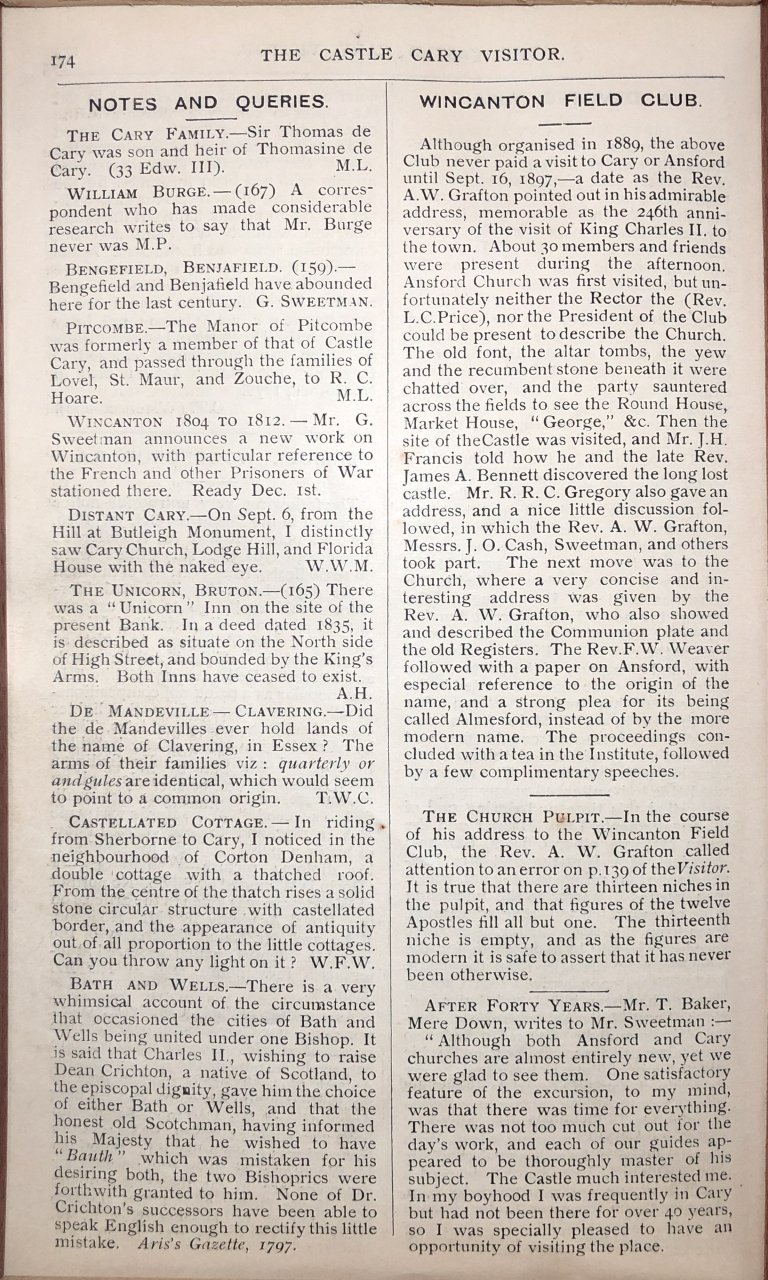 174
THE CASTLE CARY VISITOR.
NOTES AND QUERIES.
THE CARY FAMILY.—Sir Thomas de
Cary was son and heir of Thomasine de
Cary. (33 Edw. III). M.L.
WILLIAM BURGE.—(167) A corres-
pondent who has made considerable
research writes to say that Mr. Burge
never was M.P.
BENGEFIELD, BENJAFIELD. (159).—
Bengefield and Benjafield have abounded
here for the last century. G. SWEETMAN.
PITCOMBE.—The Manor of Pitcombe
was formerly a member of that of Castle
Cary, and passed through the families of
Lovel, St. Maur, and Zouche, to R. C.
Hoare. M.L.
WINCANTON 1804 TO 1812.—Mr. G.
Sweetman announces a new work on
Wincanton, with particular reference to
the French and other Prisoners of War
stationed there. Ready Dec. 1st.
DISTANT CARY.—On Sept. 6, from the
Hill at Butleigh Monument, I distinctly
saw Cary Church, Lodge Hill, and Florida
House with the naked eye. W.W.M.
THE UNICORN, BRUTON.—(165) There
was a "Unicorn" Inn on the site of the
present Bank. In a deed dated 1835, it
is described as situate on the North side
of High Street, and bounded by the King's
Arms. Both Inns have ceased to exist.
A.H.
DE MANDEVILLE—CLAVERING.—Did
the de Mandevilles ever hold lands of
the name of Clavering, in Essex? The
arms of their families viz: quarterly or
and gules are identical, which would seem
to point to a common origin. T.W.C.
CASTELLATED COTTAGE.—In riding
from Sherborne to Cary, I noticed in the
neighbourhood of Corton Denham, a
double cottage with a thatched roof.
From the centre of the thatch rises a solid
stone circular structure with castellated
border, and the appearance of antiquity
out of all proportion to the little cottages.
Can you throw any light on it? W.F.W.
BATH AND WELLS.—There is a very
whimsical account of the circumstance
that occasioned the cities of Bath and
Wells being united under one Bishop. It
is said that Charles II., wishing to raise
Dean Crichton, a native of Scotland, to
the episcopal dignity, gave him the choice
of either Bath or Wells, and that the
honest old Scotchman, having informed
his Majesty that he wished to have
"Bauth" which was mistaken for his
desiring both, the two Bishoprics were
forthwith granted to him. None of Dr.
Crichton's successors have been able to
speak English enough to rectify this little
mistake. Aris's Gazette, 1797.
WINCANTON FIELD CLUB.
Although organised in 1889, the above
Club never paid a visit to Cary or Ansford
until Sept. 16, 1897,—a date as the Rev.
A.W. Grafton pointed out in his admirable
address, memorable as the 246th anni-
versary of the visit of King Charles II. to
the town. About 30 members and friends
were present during the afternoon.
Ansford Church was first visited, but un-
fortunately neither the Rector the (Rev.
L.C.Price), nor the President of the Club
could be present to describe the Church.
The old font, the altar tombs, the yew
and the recumbent stone beneath it were
chatted over, and the party sauntered
across the fields to see the Round House,
Market House, "George," &c. Then the
site of theCastle was visited, and Mr. J.H.
Francis told how he and the late Rev.
James A. Bennett discovered the long lost
castle. Mr. R. R. C. Gregory also gave an
address, and a nice little discussion fol-
lowed, in which the Rev. A. W. Grafton,
Messrs. J. O. Cash, Sweetman, and others
took part. The next move was to the
Church, where a very concise and in-
teresting address was given by the
Rev. A. W. Grafton, who also showed
and described the Communion plate and
the old Registers. The Rev.F.W. Weaver
followed with a paper on Ansford, with
especial reference to the origin of the
name, and a strong plea for its being
called Almesford, instead of by the more
modern name. The proceedings con-
cluded with a tea in the Institute, followed
by a few complimentary speeches.
THE CHURCH PULPIT.—In the course
of his address to the Wincanton Field
Club, the Rev. A. W. Grafton called
attention to an error on p.139 of the Visitor.
It is true that there are thirteen niches in
the pulpit, and that figures of the twelve
Apostles fill all but one. The thirteenth
niche is empty, and as the figures are
modern it is safe to assert that it has never
been otherwise.
AFTER FORTY YEARS.—Mr. T. Baker,
Mere Down, writes to Mr. Sweetman :—
"Although both Ansford and Cary
churches are almost entirely new, yet we
were glad to see them. One satisfactory
feature of the excursion, to my mind,
was that there was time for everything.
There was not too much cut out for the
day's work, and each of our guides ap-
peared to be thoroughly master of his
subject. The Castle much interested me.
In my boyhood I was frequently in Cary
but had not been there for over 40 years,
so I was specially pleased to have an
opportunity of visiting the place.